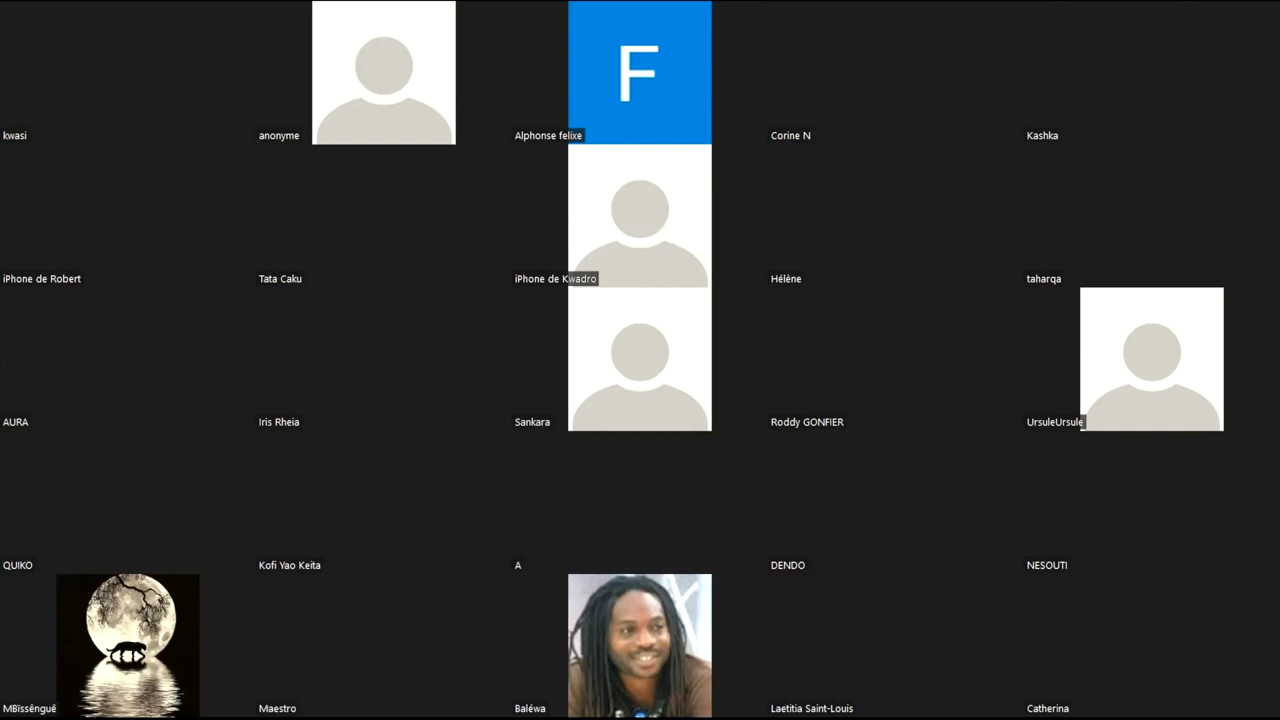 kwasi
anonyme
F
Alphonse felixe
Corine N
Kashka
iPhone de Robert
Tata Caku
iPhone de Kwadro
Hélène
taharqa
AURA
Iris Rheia
Sankara
Roddy GONFIER
UrsuleUrsule
QUIKO
Kofi Yao Keita
A
DENDO
NESOUTI
MBïssénguê
Maestro
Baléwa
Laetitia Saint-Louis
Catherina